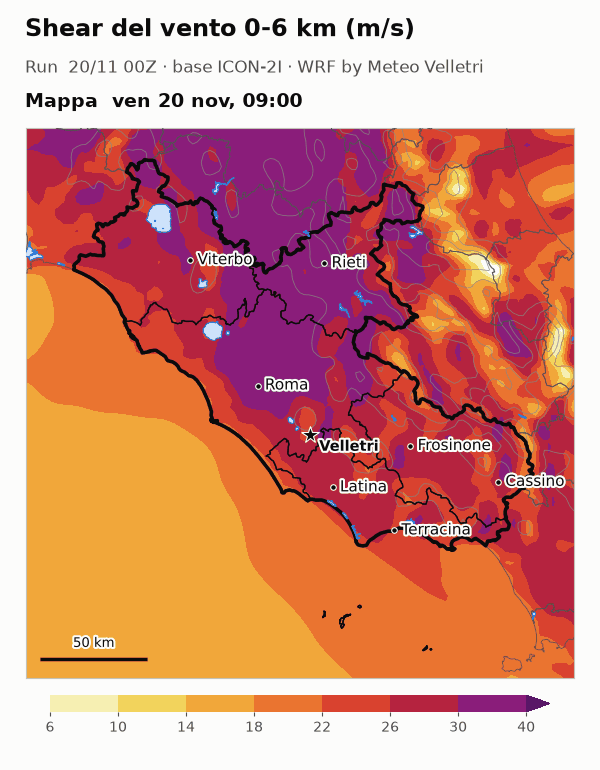 Shear del vento 0-6 km (m/s)
Run 20/11 00Z · base ICON-2I · WRF by Meteo Velletri
Mappa ven 20 nov, 09:00
Viterbo
Rieti
Roma
Velletri
Frosinone
Cassino
Latina
Terracina
50 km
6 10 14 18 22 26 30 40